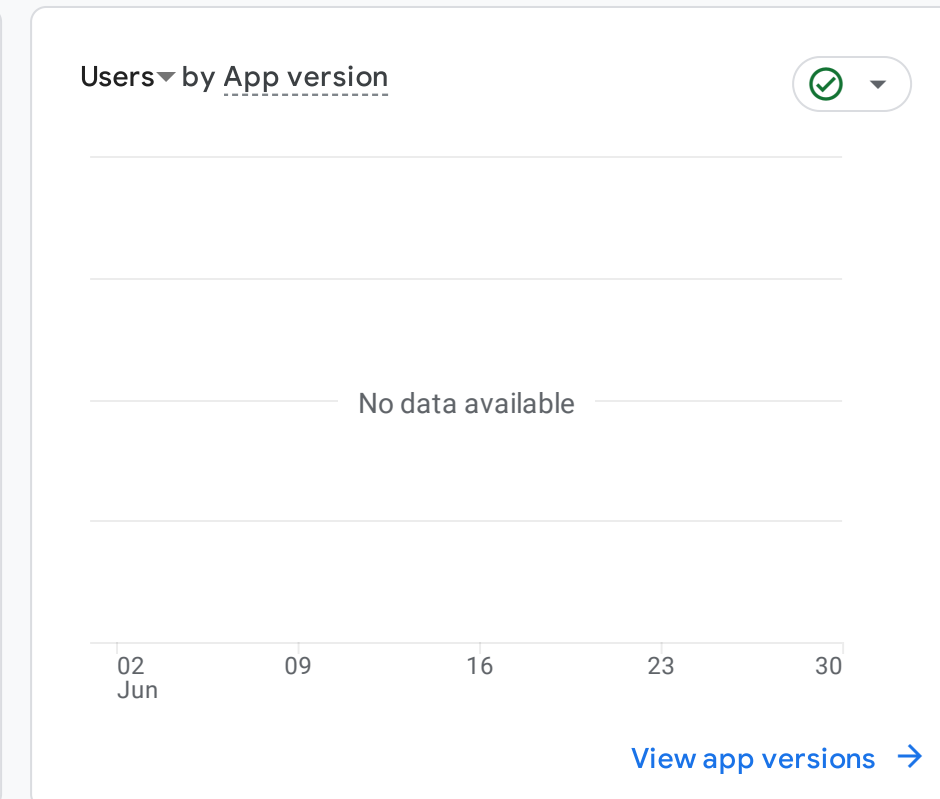 Users by App version
No data available
02 09 16 23 30
Jun
View app versions